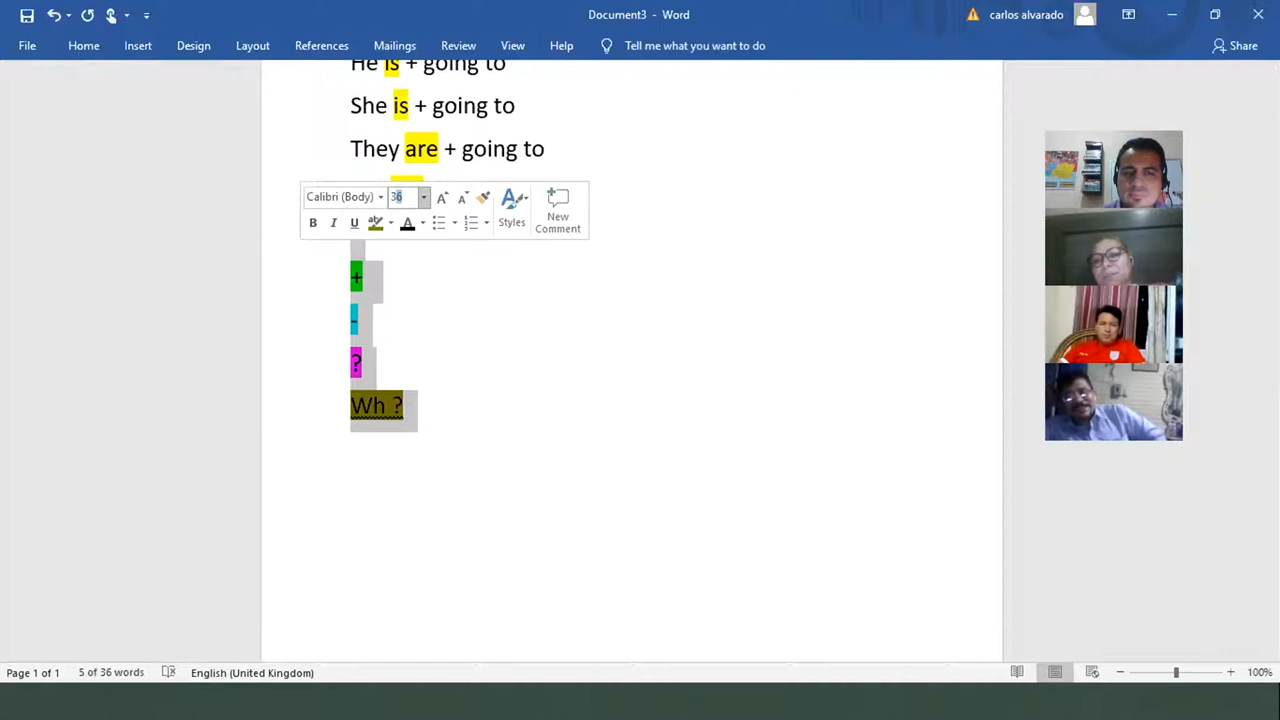 Document3 - Word
carlos alvarado
File Home Insert Design Layout References Mailings Review View Help Tell me what you want to do Share
He is + going to
She is + going to
They are + going to
Calibri (Body) 36
B I U ab A Styles New Comment
+
-
?
Wh ?
Page 1 of 1 5 of 36 words English (United Kingdom) 100%